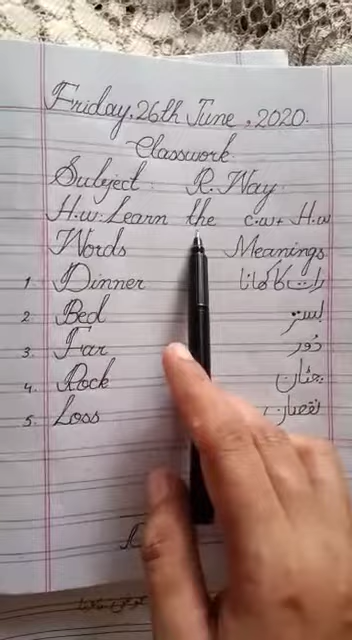 Friday, 26th June, 2020.
Classwork
Subject: R. Way
H.w: Learn the c.w + H.w
Words Meanings
1. Dinner رات کا کھانا
2. Bed بستر
3. Far دُور
4. Rock چٹان
5. Loss نقصان